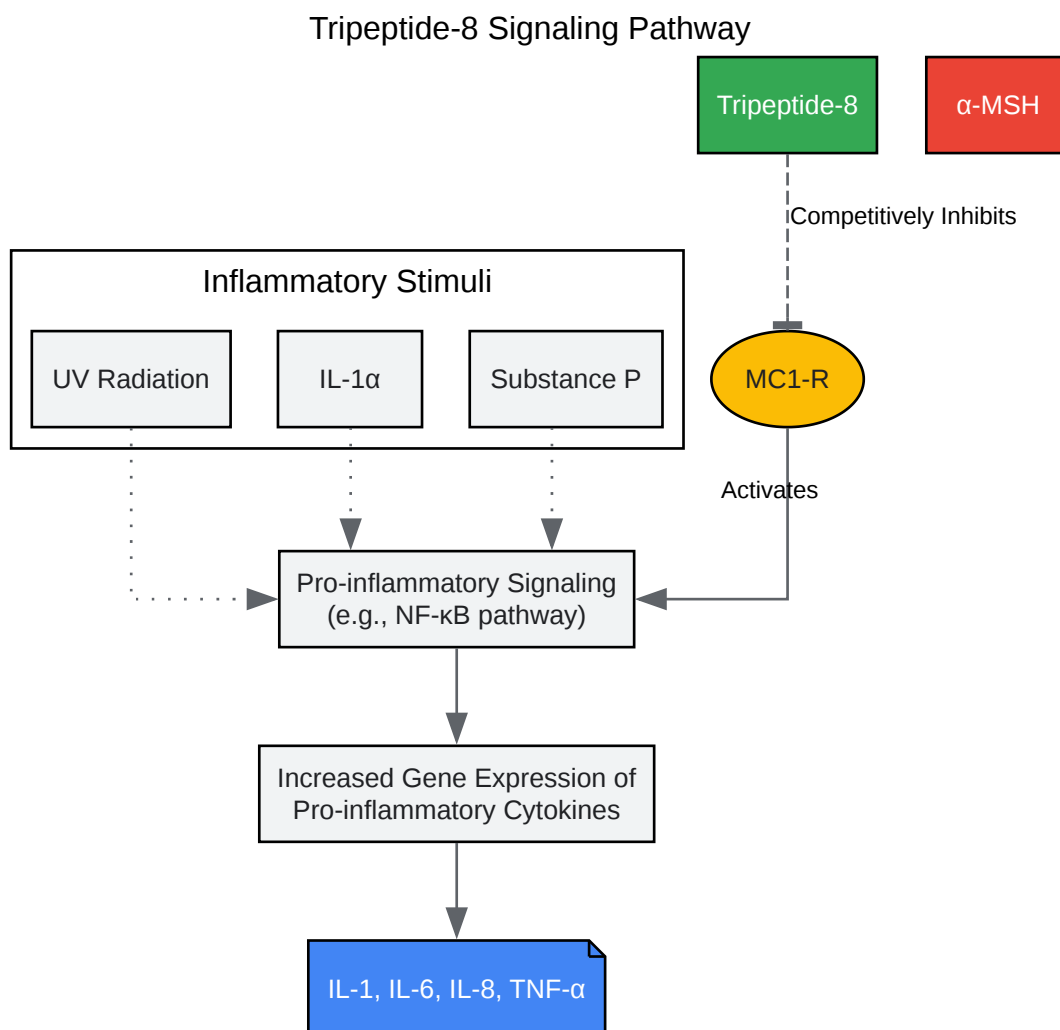 Tripeptide-8 Signaling Pathway
Tripeptide-8
α-MSH
Competitively Inhibits
Inflammatory Stimuli
UV Radiation
IL-1α
Substance P
MC1-R
Activates
Pro-inflammatory Signaling
(e.g., NF-κB pathway)
Increased Gene Expression of
Pro-inflammatory Cytokines
IL-1, IL-6, IL-8, TNF-α